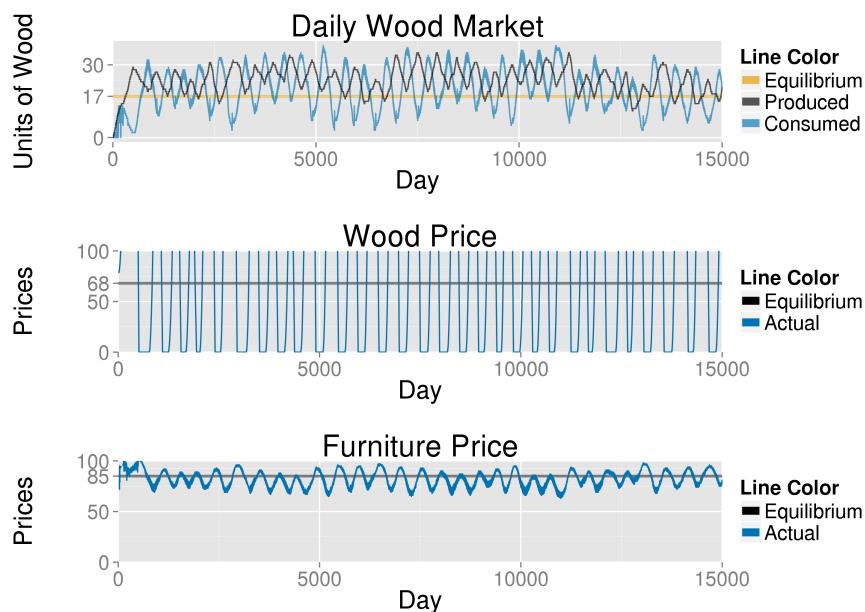 Daily Wood Market
Units of Wood
30
17
0
0 5000 10000 15000
Day
Line Color
Equilibrium
Produced
Consumed
Wood Price
Prices
100
68
50
0
0 5000 10000 15000
Day
Line Color
Equilibrium
Actual
Furniture Price
Prices
100
85
50
0
0 5000 10000 15000
Day
Line Color
Equilibrium
Actual